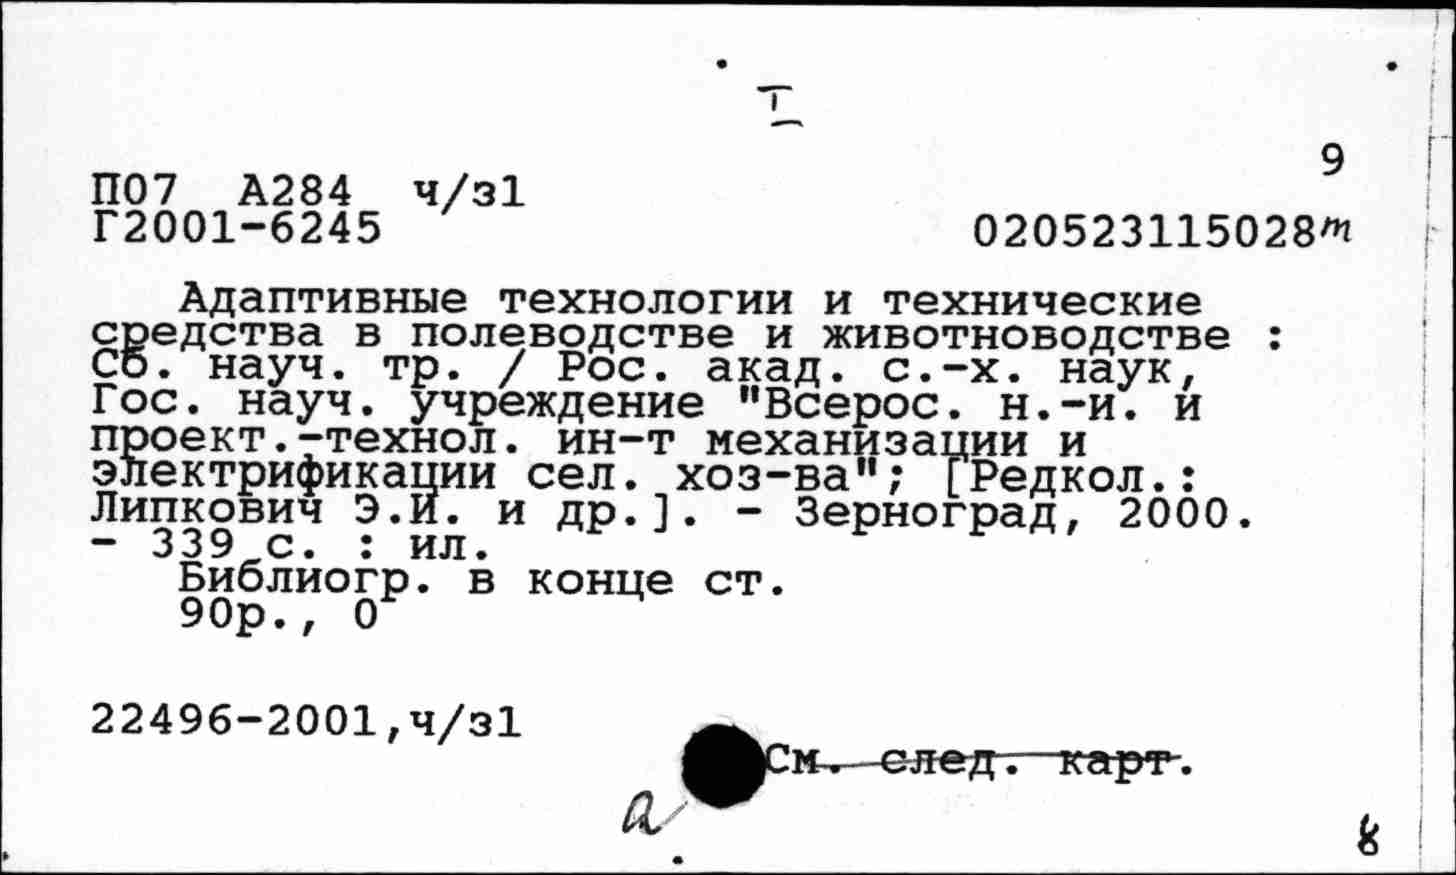 Т
9
П07 А284 ч/з1
Г2001-6245
020523115028т
Адаптивные технологии и технические
средства в полеводстве и животноводстве :
Сб. науч. тр. / Рос. акад. с.-х. наук,
Гос. науч. учреждение "Всерос. н.-и. и
проект.-технол. ин-т механизации и
электрификации сел. хоз-ва"; [Редкол.:
Липкович Э.И. и др.]. - Зерноград, 2000.
- 339 с. : ил.
Библиогр. в конце ст.
90р., 0
22496-2001,ч/з1
См. след. карт.
а